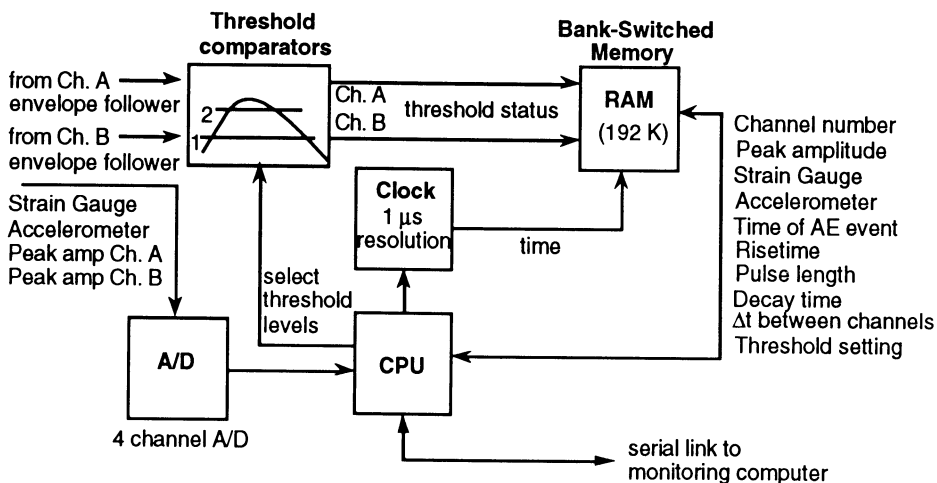 Threshold
comparators
Bank-Switched
Memory
from Ch. A
envelope follower
from Ch. B
envelope follower
2
1
Ch. A
Ch. B
threshold status
RAM
(192 K)
Channel number
Peak amplitude
Strain Gauge
Accelerometer
Time of AE event
Risetime
Pulse length
Decay time
Δt between channels
Threshold setting
Strain Gauge
Accelerometer
Peak amp Ch. A
Peak amp Ch. B
Clock
1 μs
resolution
time
select
threshold
levels
A/D
4 channel A/D
CPU
serial link to
monitoring computer